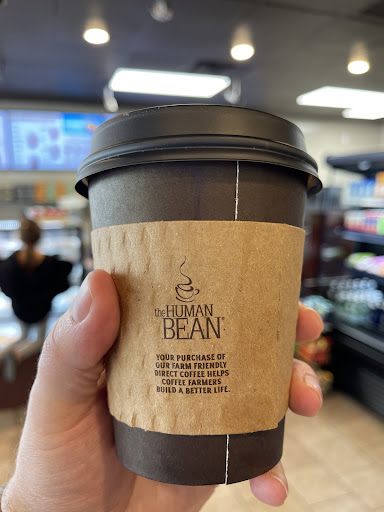 the HUMAN
BEAN
YOUR PURCHASE OF
OUR FARM FRIENDLY
DIRECT COFFEE HELPS
COFFEE FARMERS
BUILD A BETTER LIFE.